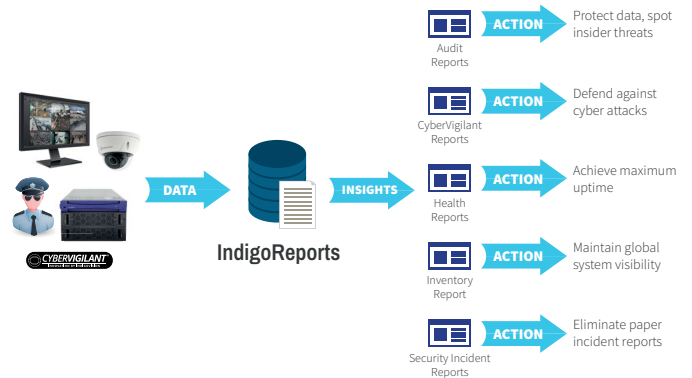 CYBERVIGILANT
DATA
IndigoReports
INSIGHTS
Audit
Reports
ACTION
Protect data, spot
insider threats
CyberVigilant
Reports
ACTION
Defend against
cyber attacks
Health
Reports
ACTION
Achieve maximum
uptime
Inventory
Report
ACTION
Maintain global
system visibility
Security Incident
Reports
ACTION
Eliminate paper
incident reports